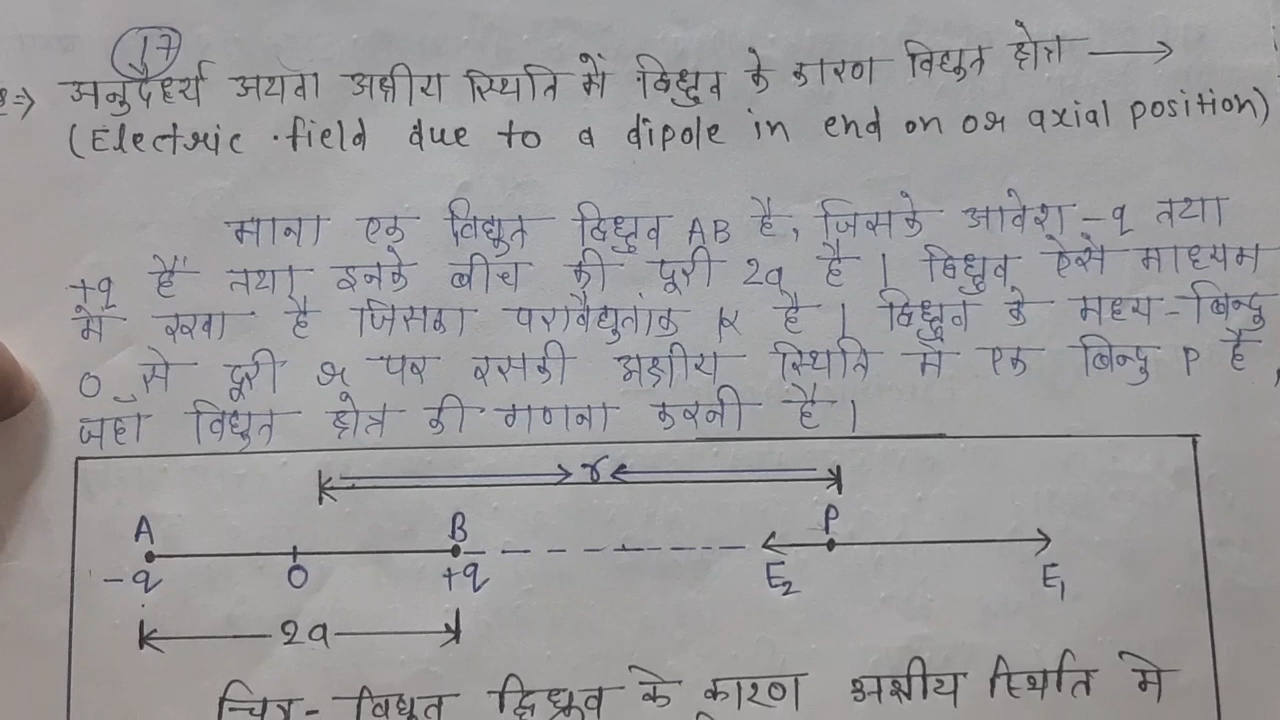 17
अनुदैर्ध्य अथवा अक्षीय स्थिति में द्विध्रुव के कारण विद्युत क्षेत्र →
(Electric field due to a dipole in end on or axial position)
माना एक विद्युत द्विध्रुव AB है, जिसके आवेश -q तथा
+q हैं तथा इनके बीच की दूरी 2a है। द्विध्रुव ऐसे माध्यम
में रखा है जिसका परावैद्युतांक K है। द्विध्रुव के मध्य-बिन्दु
O से दूरी r पर रसकी अक्षीय स्थिति में एक बिन्दु P है,
जहाँ विद्युत क्षेत्र की गणना करनी है।
r
A B P
-q O +q E₂ E₁
2a
चित्र- विद्युत द्विध्रुव के कारण अक्षीय स्थिति में